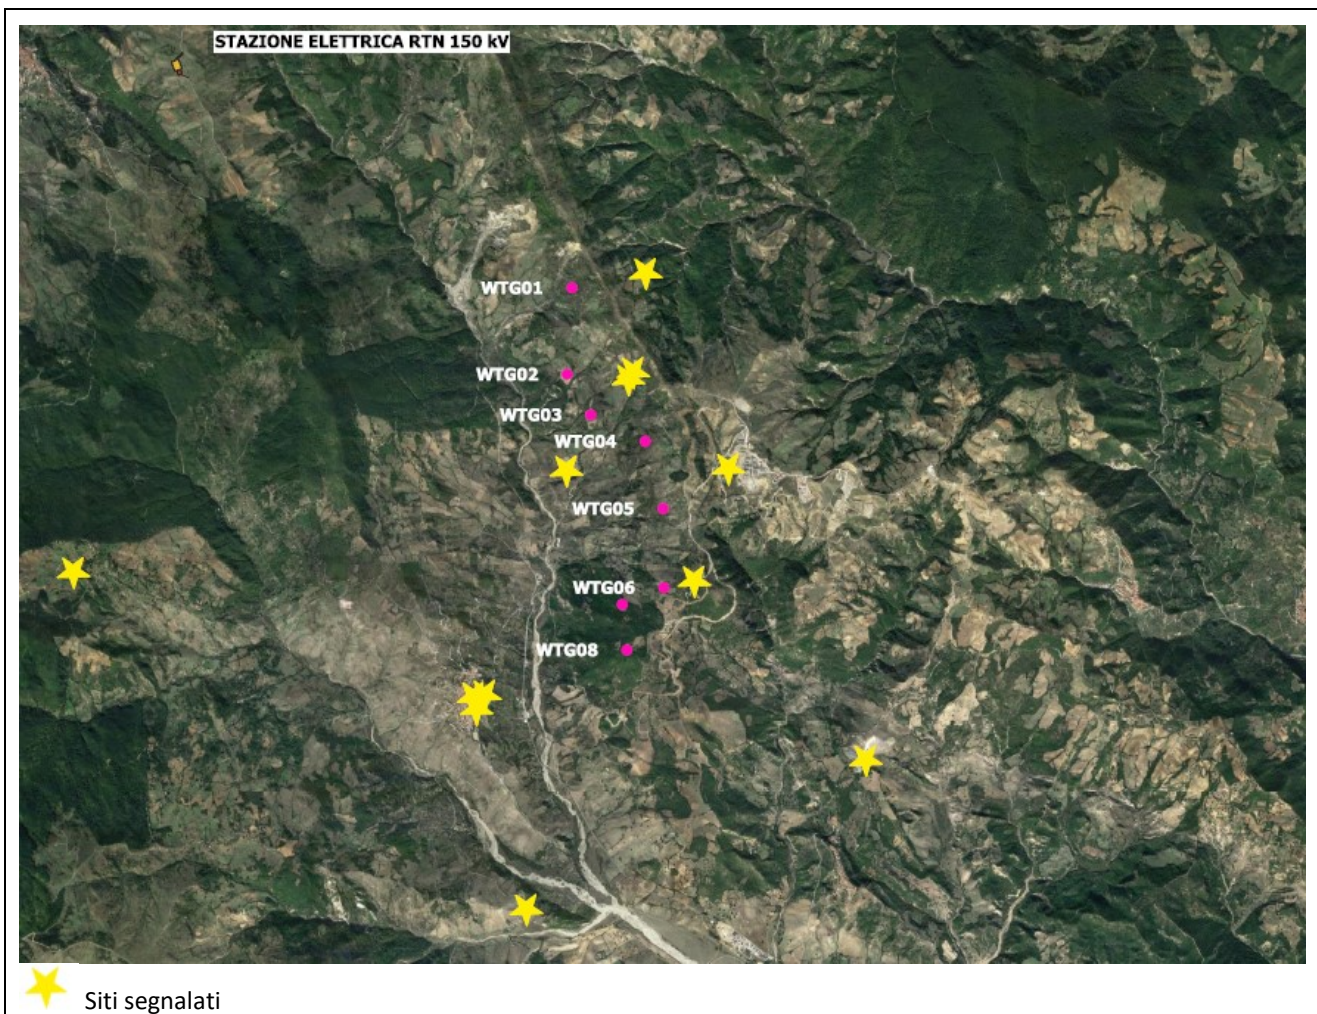 STAZIONE ELETTRICA RTN 150 kV
WTG01
WTG02
WTG03
WTG04
WTG05
WTG06
WTG08
Siti segnalati